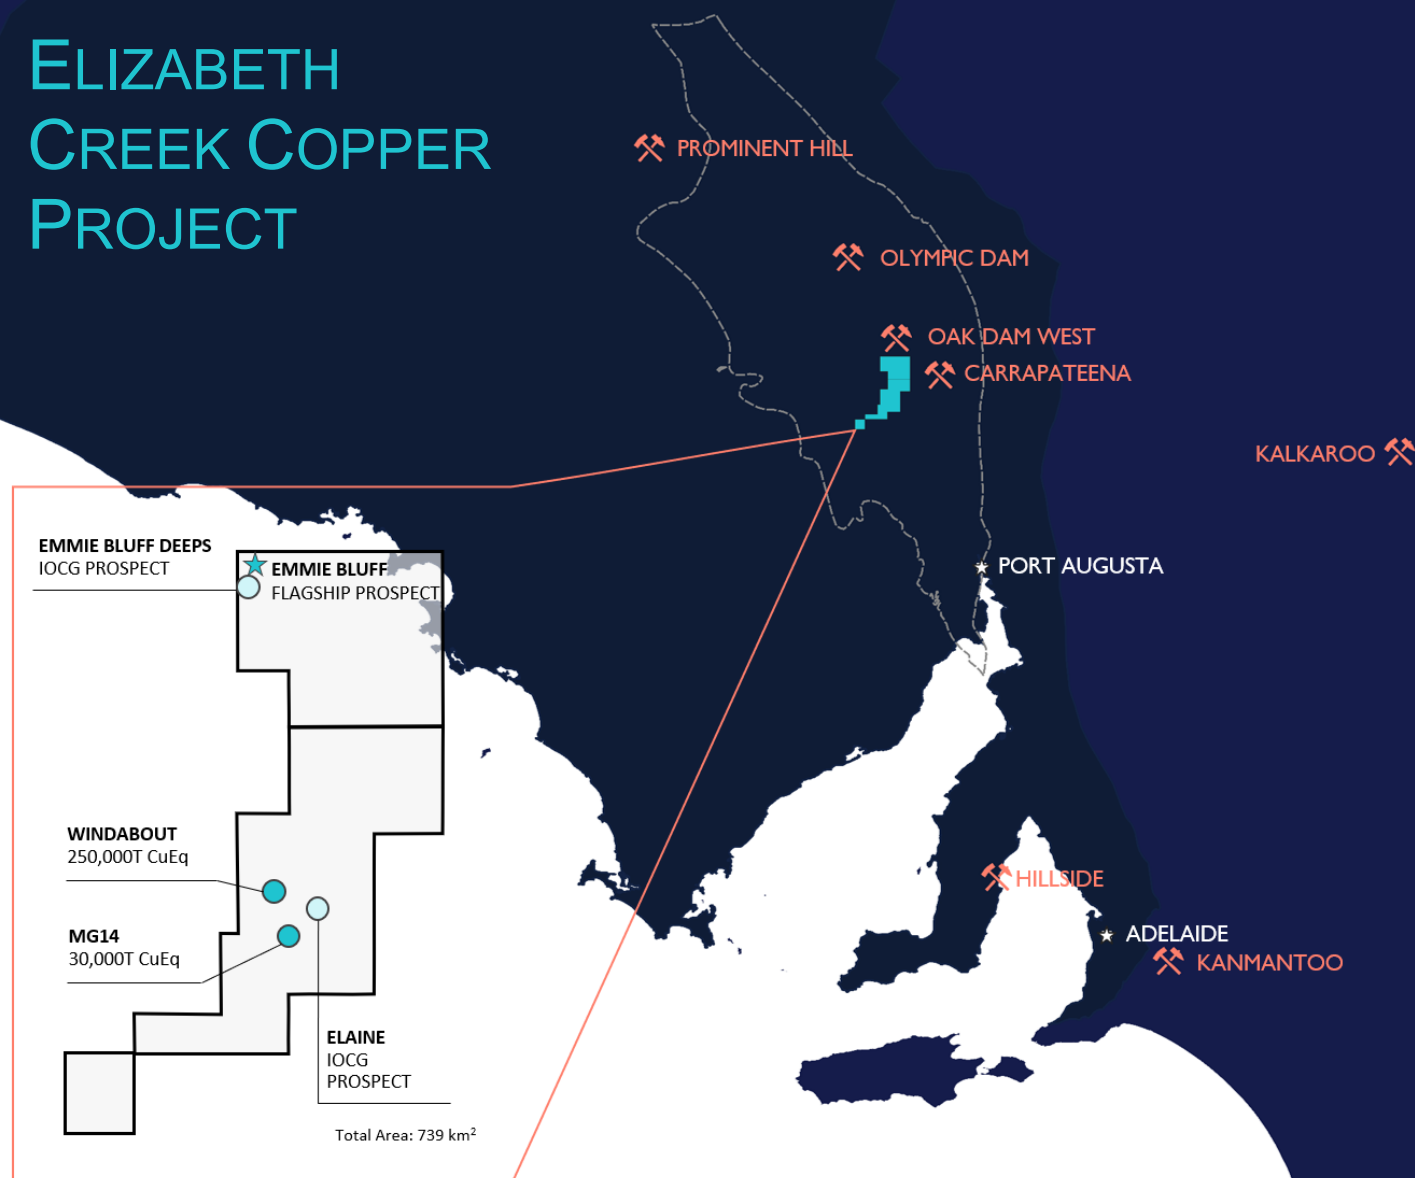 ELIZABETH
CREEK COPPER
PROJECT
PROMINENT HILL
OLYMPIC DAM
OAK DAM WEST
CARRAPATEENA
KALKAROO
EMMIE BLUFF DEEPS
IOCG PROSPECT
EMMIE BLUFF
FLAGSHIP PROSPECT
PORT AUGUSTA
WINDABOUT
250,000T CuEq
MG14
30,000T CuEq
HILLSIDE
ADELAIDE
KANMANTOO
ELAINE
IOCG
PROSPECT
Total Area: 739 km²